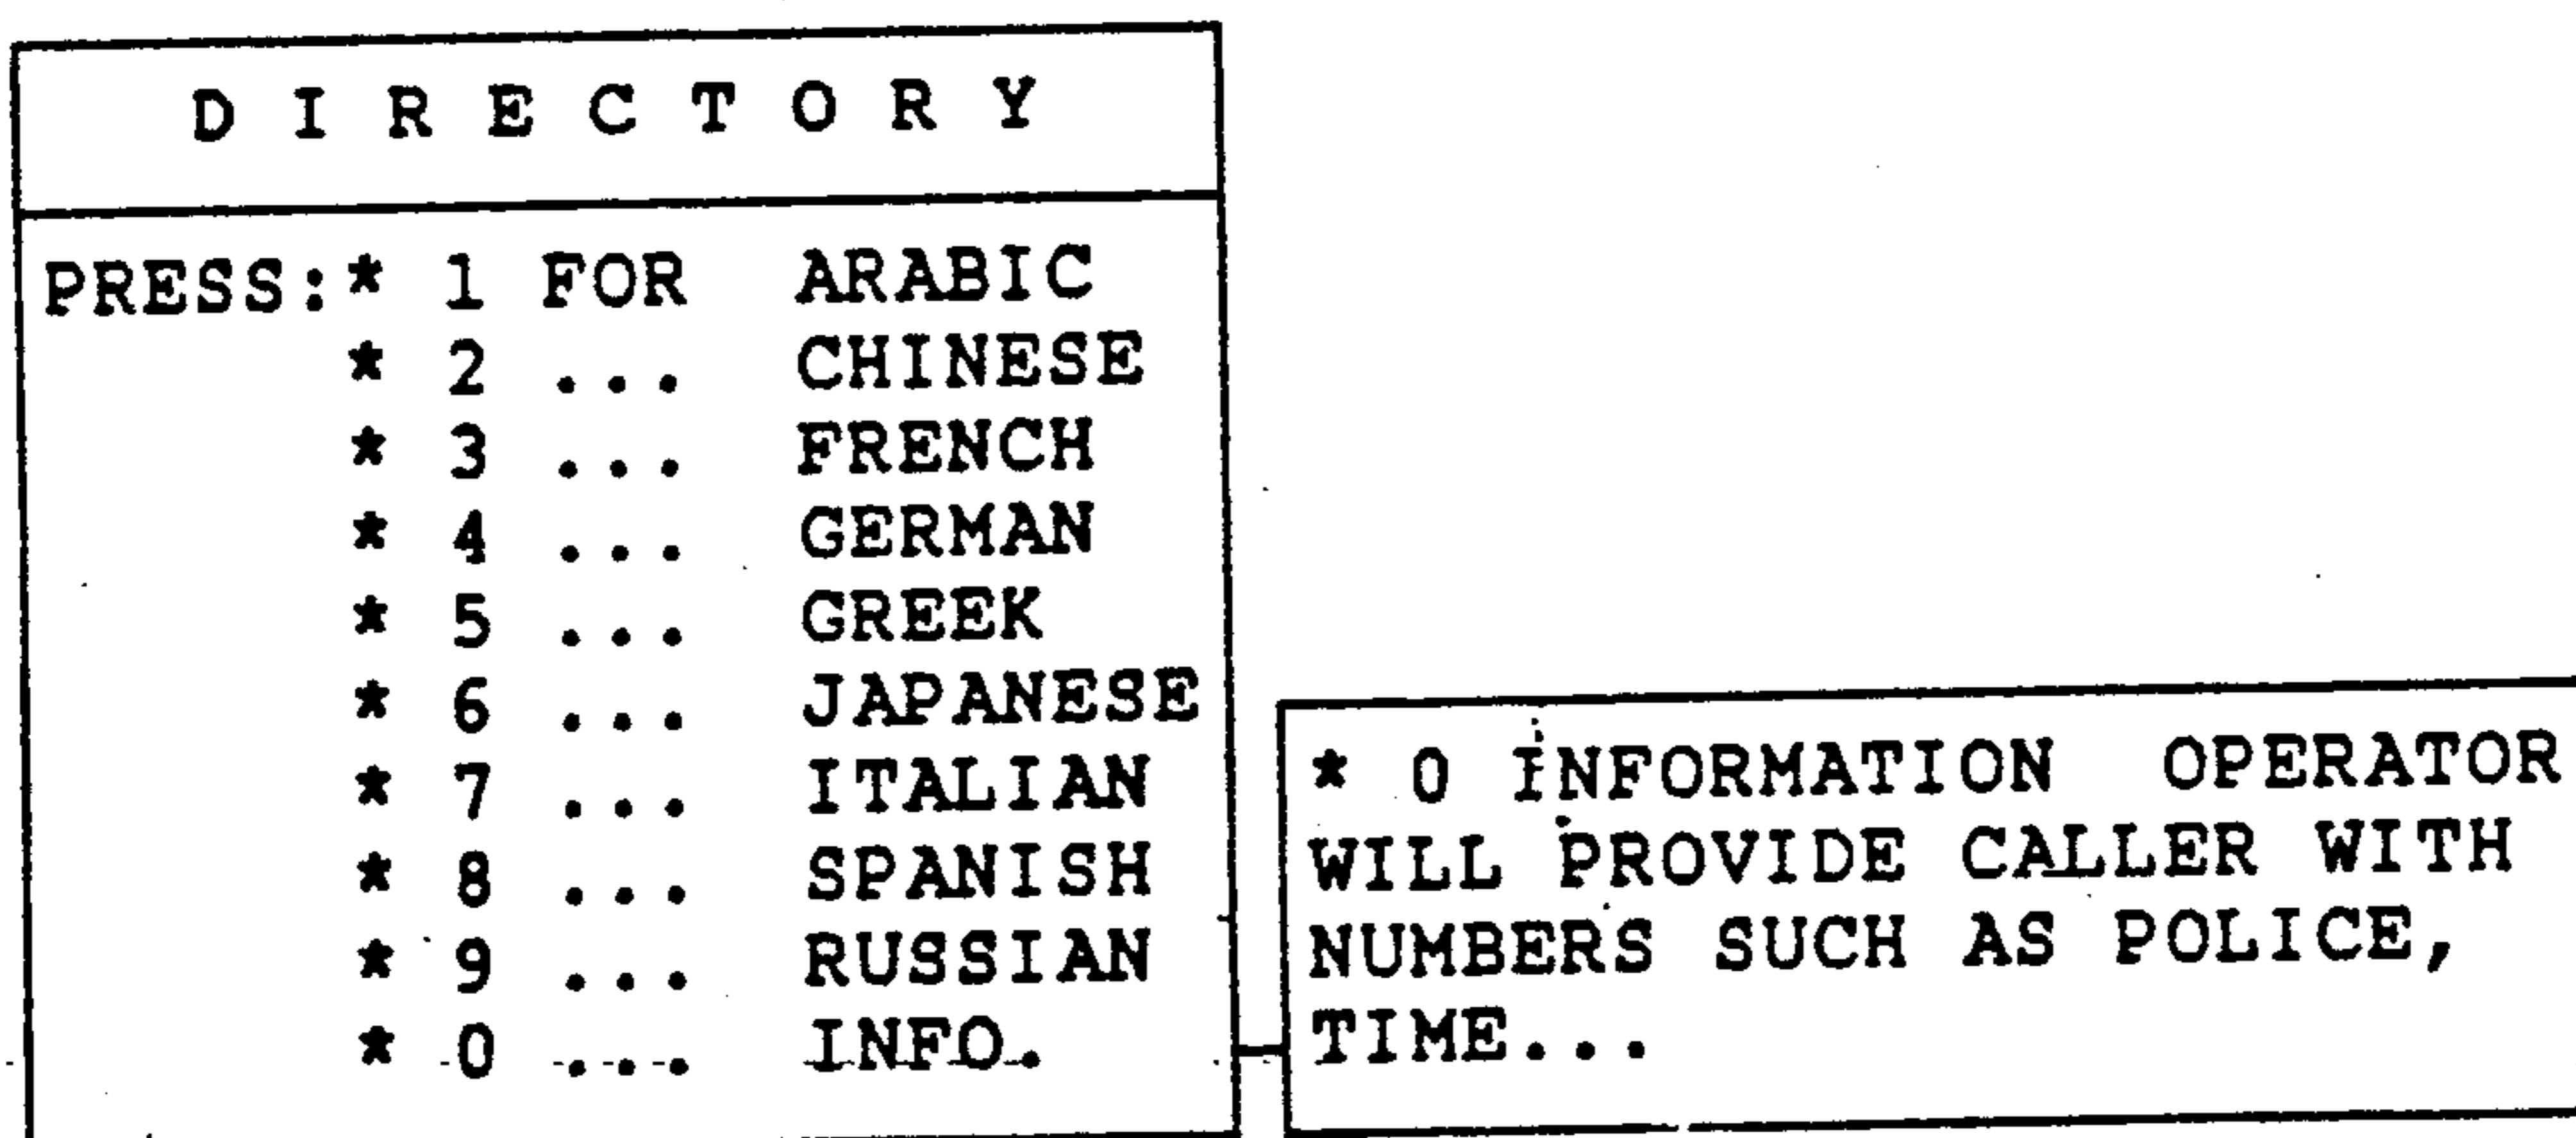 D I R E C T O R Y
PRESS:* 1 FOR ARABIC
* 2 ... CHINESE
* 3 ... FRENCH
* 4 ... GERMAN
* 5 ... GREEK
* 6 ... JAPANESE
* 7 ... ITALIAN
* 8 ... SPANISH
* 9 ... RUSSIAN
* 0 ... INFO.
* 0 INFORMATION OPERATOR
WILL PROVIDE CALLER WITH
NUMBERS SUCH AS POLICE,
TIME...